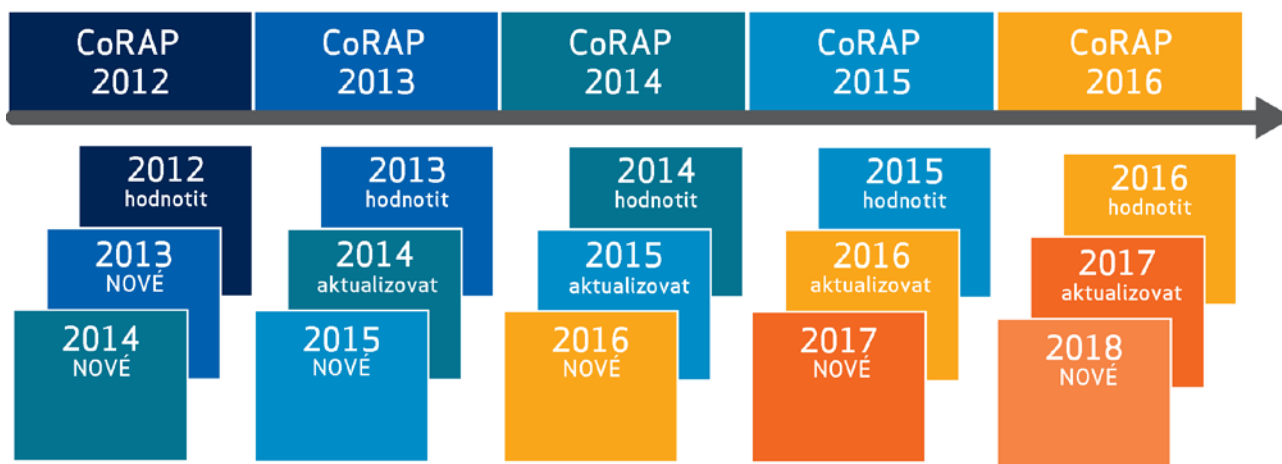 CoRAP
2012
CoRAP
2013
CoRAP
2014
CoRAP
2015
CoRAP
2016
2012
hodnotit
2013
NOVÉ
2014
NOVÉ
2013
hodnotit
2014
aktualizovat
2015
NOVÉ
2014
hodnotit
2015
aktualizovat
2016
NOVÉ
2015
hodnotit
2016
aktualizovat
2017
NOVÉ
2016
hodnotit
2017
aktualizovat
2018
NOVÉ